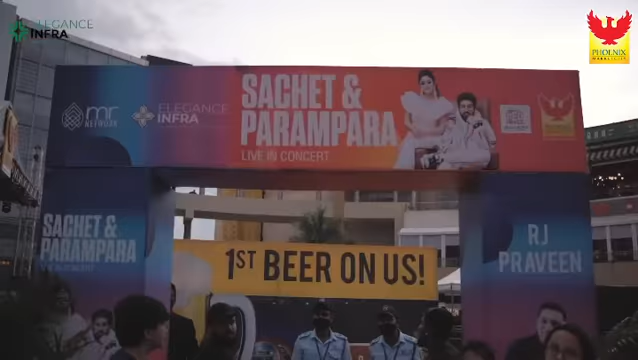 ELEGANCE
INFRA
PHOENIX
mr
NETWORK
ELEGANCE
INFRA
SACHET &
PARAMPARA
LIVE IN CONCERT
SACHET &
PARAMPARA
RJ
PRAVEEN
1ST BEER ON US!